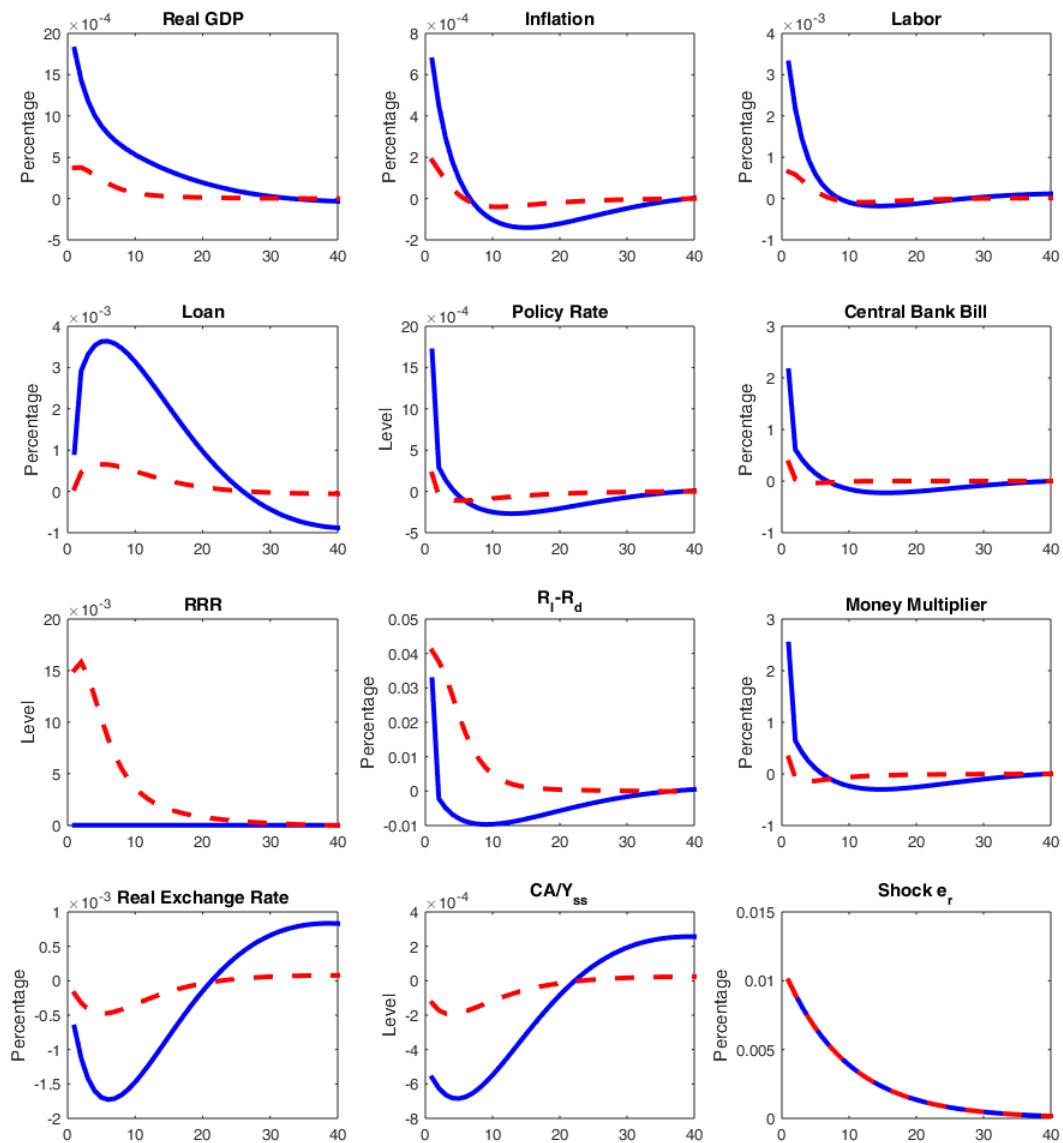 Real GDP
×10-4
Percentage
20
15
10
5
0
-5
0 10 20 30 40
Inflation
×10-4
Percentage
8
6
4
2
0
-2
0 10 20 30 40
Labor
×10-3
Percentage
4
3
2
1
0
-1
0 10 20 30 40
Loan
×10-3
Percentage
4
3
2
1
0
-1
0 10 20 30 40
Policy Rate
×10-4
Level
20
15
10
5
0
-5
0 10 20 30 40
Central Bank Bill
Percentage
3
2
1
0
-1
0 10 20 30 40
RRR
×10-3
Level
20
15
10
5
0
0 10 20 30 40
Rl-Rd
Percentage
0.05
0.04
0.03
0.02
0.01
0
-0.01
0 10 20 30 40
Money Multiplier
Percentage
3
2
1
0
-1
0 10 20 30 40
Real Exchange Rate
×10-3
Percentage
1
0.5
0
-0.5
-1
-1.5
-2
0 10 20 30 40
CA/Yss
×10-4
Level
4
2
0
-2
-4
-6
-8
0 10 20 30 40
Shock er
Percentage
0.015
0.01
0.005
0
0 10 20 30 40